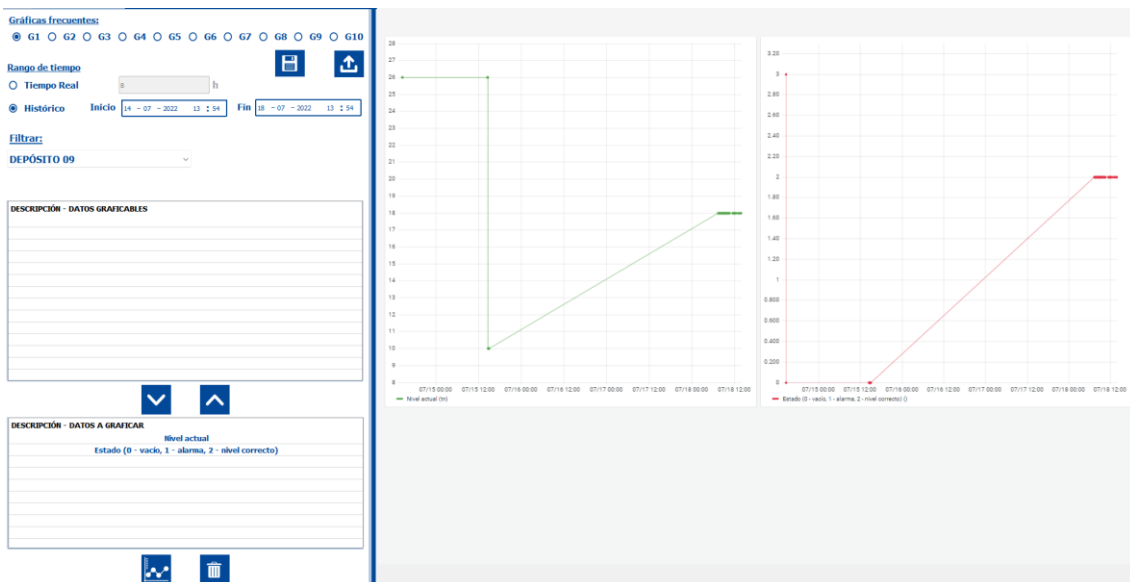 Gráficas frecuentes:
G1 G2 G3 G4 G5 G6 G7 G8 G9 G10
Rango de tiempo
Tiempo Real 8 h
Histórico Inicio 14 - 07 - 2022 13 : 54 Fin 18 - 07 - 2022 13 : 54
Filtrar:
DEPÓSITO 09
DESCRIPCIÓN - DATOS GRAFICABLES
DESCRIPCIÓN - DATOS A GRAFICAR
Nivel actual
Estado (0 - vacío, 1 - alarma, 2 - nivel correcto)
28
27
26
25
24
23
22
21
20
19
18
17
16
15
14
13
12
11
10
9
8
07/15 00:00 07/15 12:00 07/16 00:00 07/16 12:00 07/17 00:00 07/17 12:00 07/18 00:00 07/18 12:00
Nivel actual (m)
3.20
3
2.80
2.60
2.40
2.20
2
1.80
1.60
1.40
1.20
1
0.800
0.600
0.400
0.200
0
07/15 00:00 07/15 12:00 07/16 00:00 07/16 12:00 07/17 00:00 07/17 12:00 07/18 00:00 07/18 12:00
Estado (0 - vacío, 1 - alarma, 2 - nivel correcto) ()